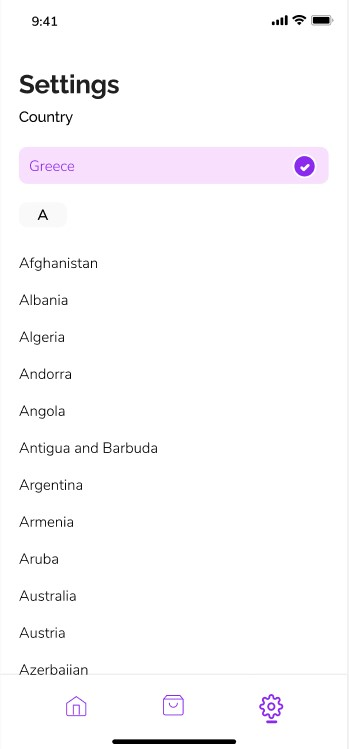 9:41
Settings
Country
Greece
A
Afghanistan
Albania
Algeria
Andorra
Angola
Antigua and Barbuda
Argentina
Armenia
Aruba
Australia
Austria
Azerbaijan